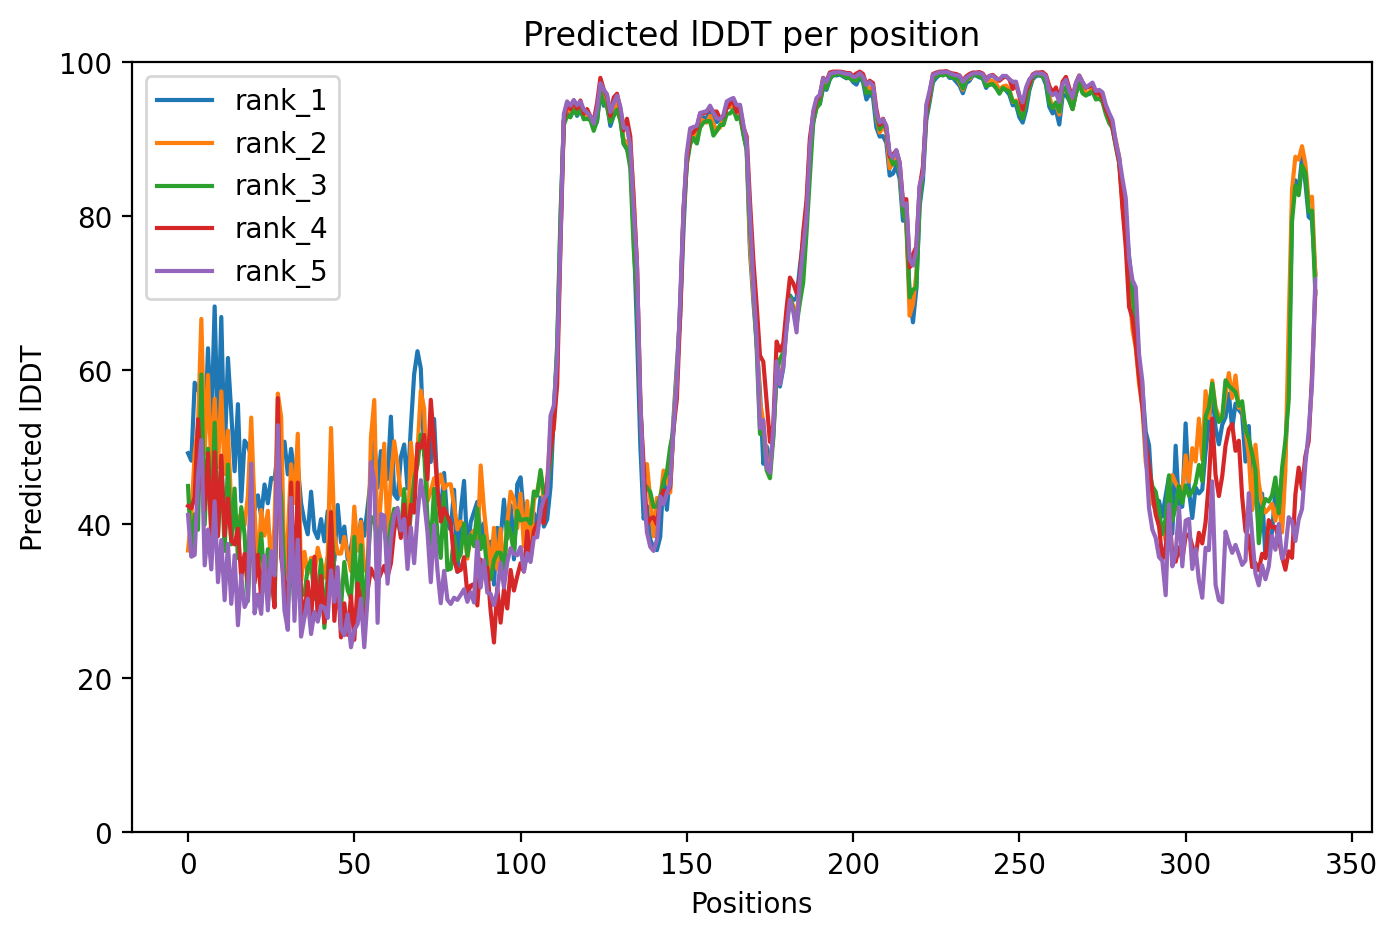 Predicted lDDT per position
rank_1
rank_2
rank_3
rank_4
rank_5
Predicted lDDT
100
80
60
40
20
0
0 50 100 150 200 250 300 350
Positions